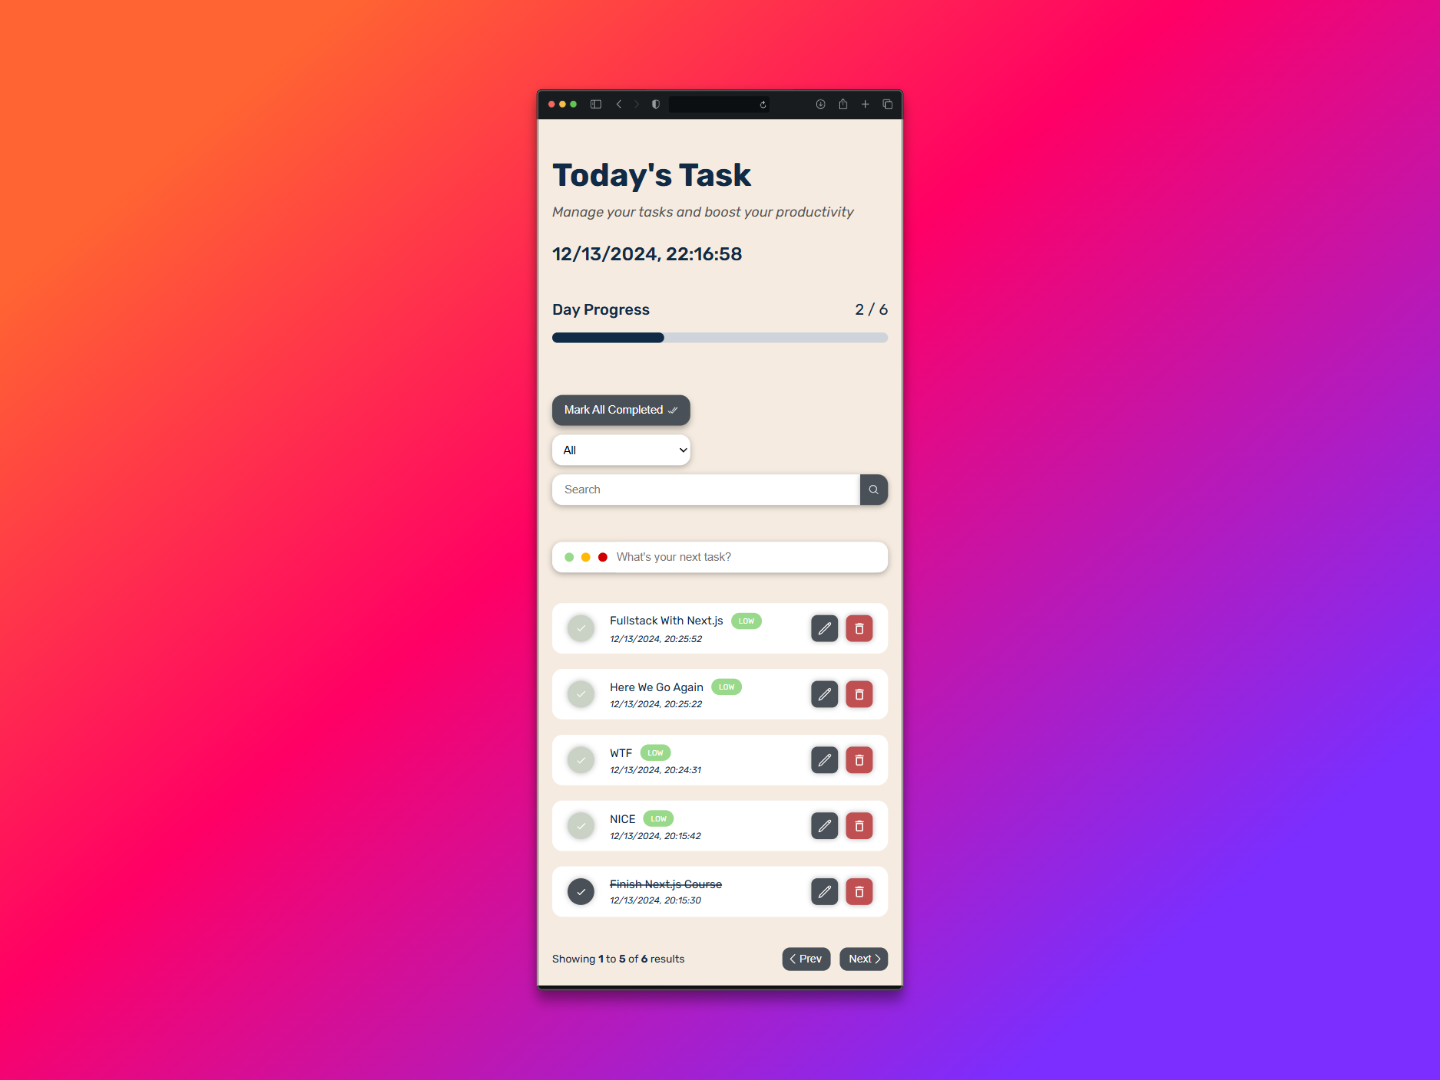 Today's Task
Manage your tasks and boost your productivity
12/13/2024, 22:16:58
Day Progress 2 / 6
Mark All Completed
All
Search
What's your next task?
Fullstack With Next.js LOW
12/13/2024, 20:25:52
Here We Go Again LOW
12/13/2024, 20:25:22
WTF LOW
12/13/2024, 20:24:31
NICE LOW
12/13/2024, 20:15:42
Finish Next.js Course
12/13/2024, 20:15:30
Showing 1 to 5 of 6 results Prev Next